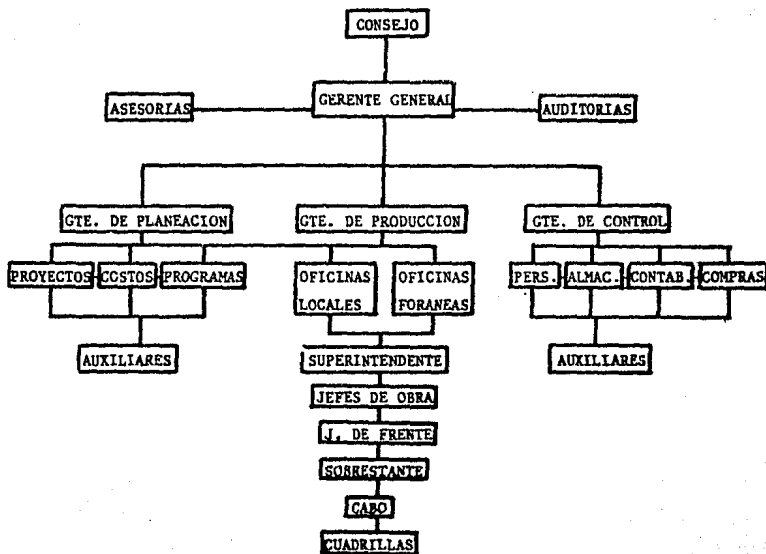 CONSEJO
GERENTE GENERAL
ASESORIAS
AUDITORIAS
GTE. DE PLANEACION
GTE. DE PRODUCCION
GTE. DE CONTROL
PROYECTOS
COSTOS
PROGRAMAS
OFICINAS
LOCALES
OFICINAS
FORANEAS
PERS.
ALMAC.
CONTAB.
COMPRAS
AUXILIARES
SUPERINTENDENTE
AUXILIARES
JEFES DE OBRA
J. DE FRENTE
SOBRESTANTE
CABO
CUADRILLAS